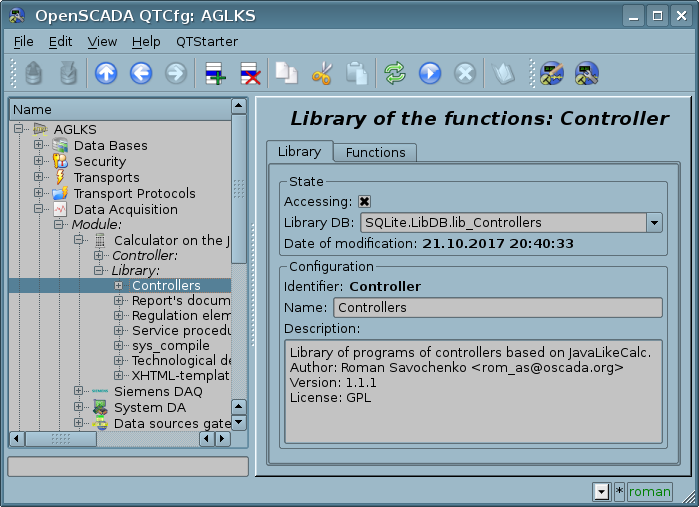 OpenSCADA QTCfg: AGLKS
File Edit View Help QTStarter
Name
AGLKS
Data Bases
Security
Transports
Transport Protocols
Data Acquisition
Module:
Calculator on the J
Controller:
Library:
Controllers
Report's docum
Regulation elem
Service procedu
sys_compile
Technological de
XHTML-templat
Siemens DAQ
System DA
Data sources gate
Library of the functions: Controller
Library Functions
State
Accessing:
Library DB: SQLite.LibDB.lib_Controllers
Date of modification: 21.10.2017 20:40:33
Configuration
Identifier: Controller
Name: Controllers
Description:
Library of programs of controllers based on JavaLikeCalc.
Author: Roman Savochenko <rom_as@oscada.org>
Version: 1.1.1
License: GPL
* roman